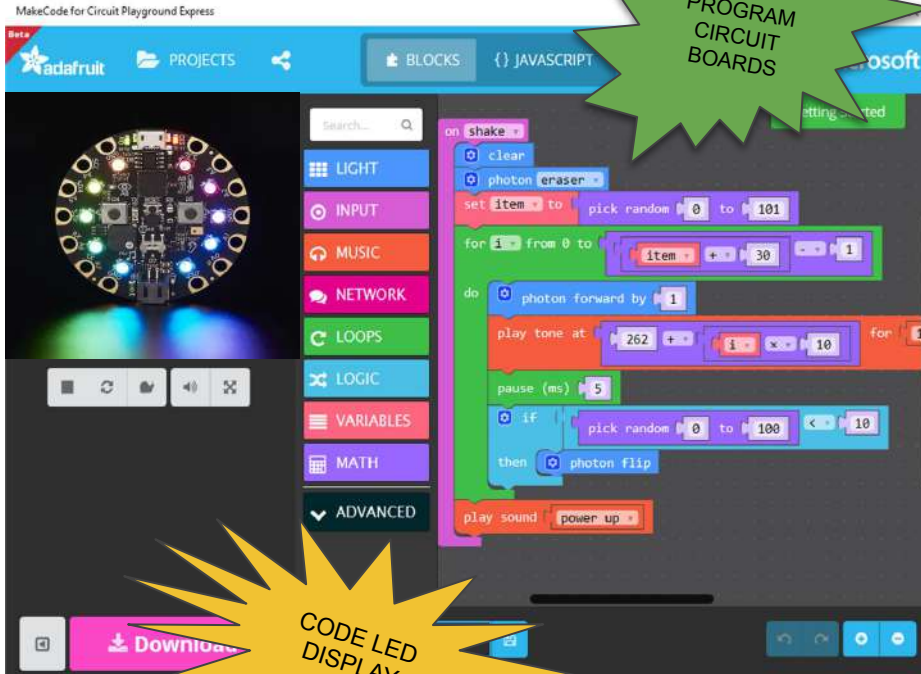 MakeCode for Circuit Playground Express
Beta
adafruit
PROJECTS
BLOCKS
{} JAVASCRIPT
PROGRAM
CIRCUIT
BOARDS
Search...
LIGHT
INPUT
MUSIC
NETWORK
LOOPS
LOGIC
VARIABLES
MATH
ADVANCED
on shake
clear
photon eraser
set item to pick random 0 to 101
for i from 0 to item + 30 - 1
do photon forward by 1
play tone at 262 + i × 10 for
pause (ms) 5
if pick random 0 to 100 < 10
then photon flip
play sound power up
CODE LED
DISPLAY